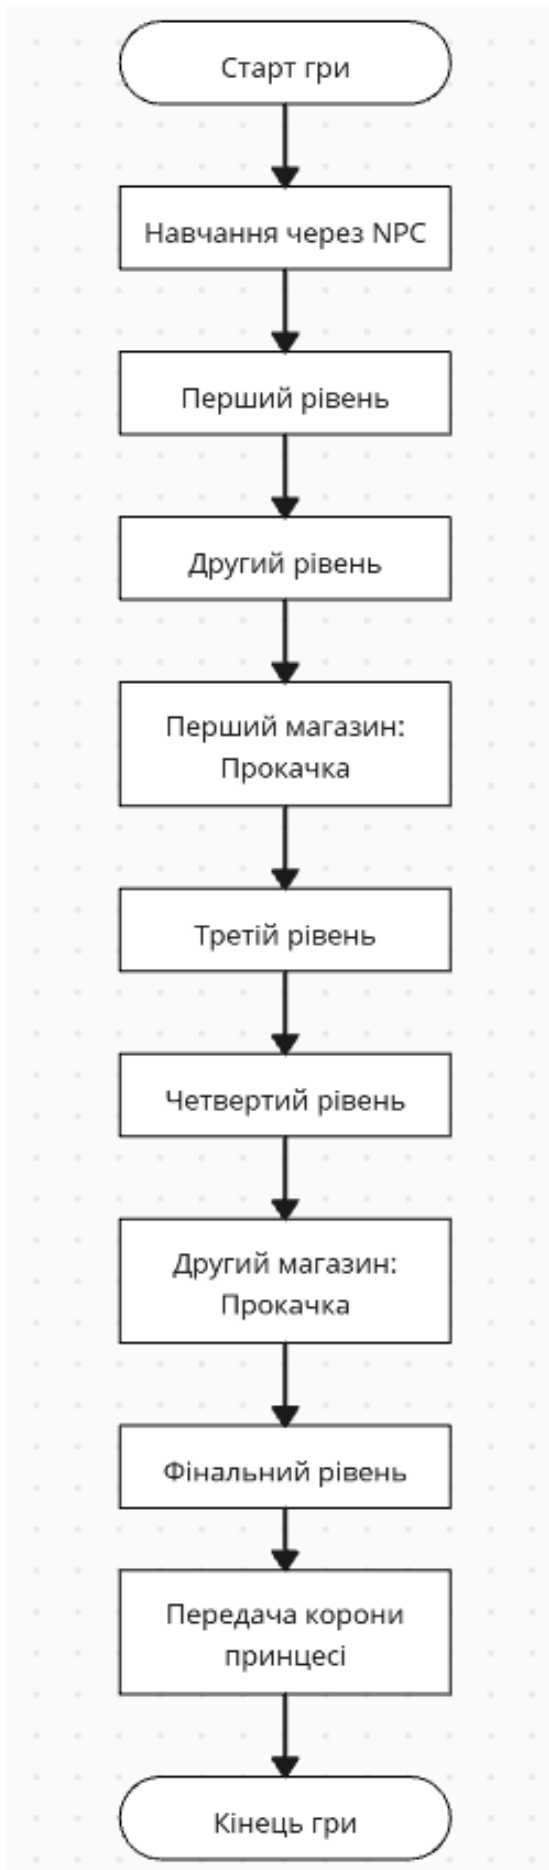 Старт гри
Навчання через NPC
Перший рівень
Другий рівень
Перший магазин:
Прокачка
Третій рівень
Четвертий рівень
Другий магазин:
Прокачка
Фінальний рівень
Передача корони
принцесі
Кінець гри